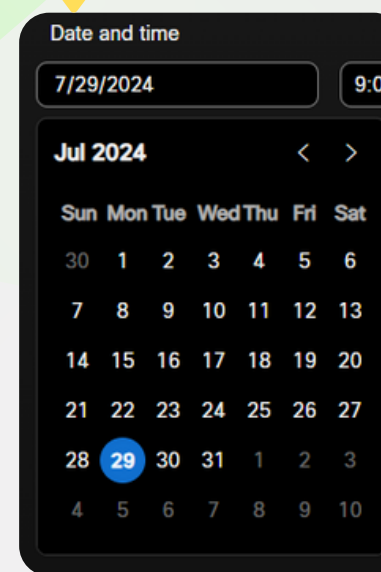 Date and time
7/29/2024 9:0
Jul 2024 < >
Sun Mon Tue Wed Thu Fri Sat
30 1 2 3 4 5 6
7 8 9 10 11 12 13
14 15 16 17 18 19 20
21 22 23 24 25 26 27
28 29 30 31 1 2 3
4 5 6 7 8 9 10